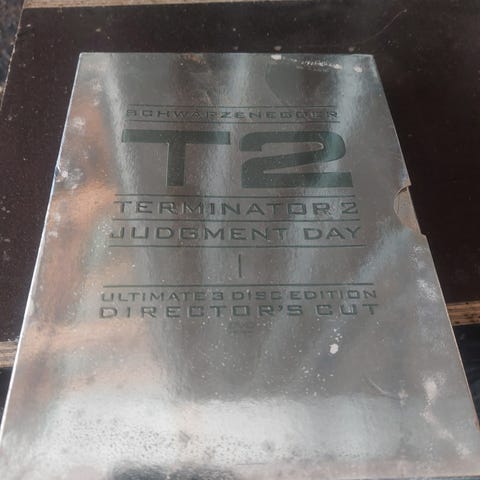 SCHWARZENEGGER
T2
TERMINATOR 2
JUDGMENT DAY
ULTIMATE 3 DISC EDITION
DIRECTOR'S CUT